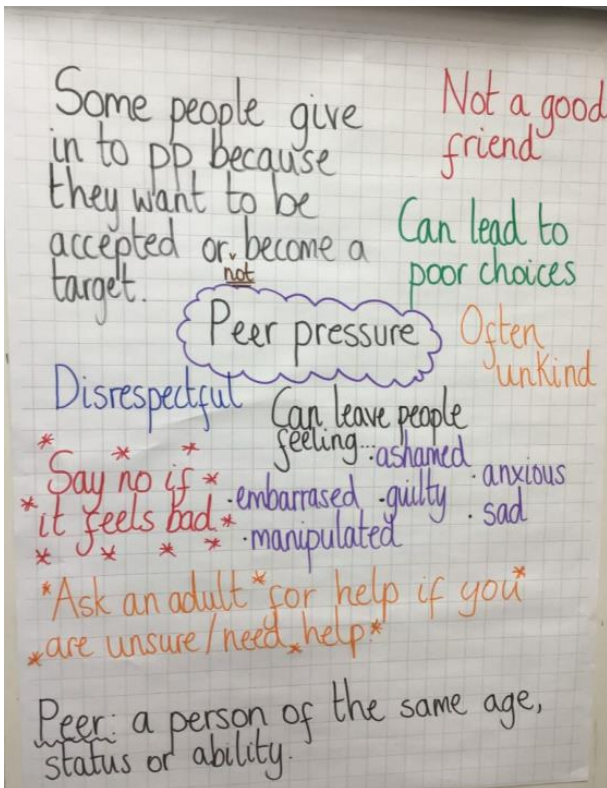 Some people give
in to pp because
they want to be
accepted or become a
not
target.
Not a good
friend
Can lead to
poor choices
Peer pressure
Often
unkind
Disrespectful
Can leave people
feeling... ·ashamed
·embarrased ·guilty ·anxious
·manipulated ·sad
*Say no if*
*it feels bad*
*Ask an adult* for help if you*
*are unsure/need*help*
Peer: a person of the same age,
status or ability.